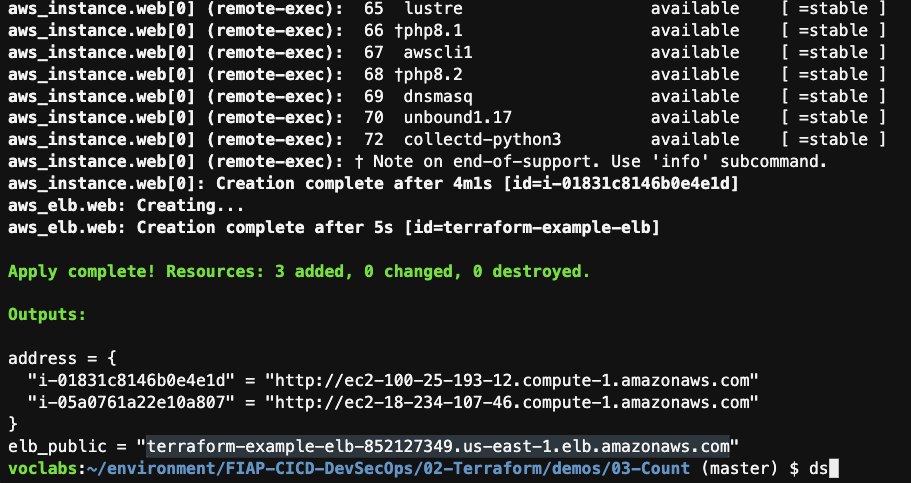 aws_instance.web[0] (remote-exec):  65  lustre                   available    [ =stable ]
aws_instance.web[0] (remote-exec):  66 †php8.1                   available    [ =stable ]
aws_instance.web[0] (remote-exec):  67  awscli1                  available    [ =stable ]
aws_instance.web[0] (remote-exec):  68 †php8.2                   available    [ =stable ]
aws_instance.web[0] (remote-exec):  69  dnsmasq                  available    [ =stable ]
aws_instance.web[0] (remote-exec):  70  unbound1.17              available    [ =stable ]
aws_instance.web[0] (remote-exec):  72  collectd-python3         available    [ =stable ]
aws_instance.web[0] (remote-exec): † Note on end-of-support. Use 'info' subcommand.
aws_instance.web[0]: Creation complete after 4m1s [id=i-01831c8146b0e4e1d]
aws_elb.web: Creating...
aws_elb.web: Creation complete after 5s [id=terraform-example-elb]
Apply complete! Resources: 3 added, 0 changed, 0 destroyed.
Outputs:
address = {
  "i-01831c8146b0e4e1d" = "http://ec2-100-25-193-12.compute-1.amazonaws.com"
  "i-05a0761a22e10a807" = "http://ec2-18-234-107-46.compute-1.amazonaws.com"
}
elb_public = "terraform-example-elb-852127349.us-east-1.elb.amazonaws.com"
voclabs:~/environment/FIAP-CICD-DevSecOps/02-Terraform/demos/03-Count (master) $ ds